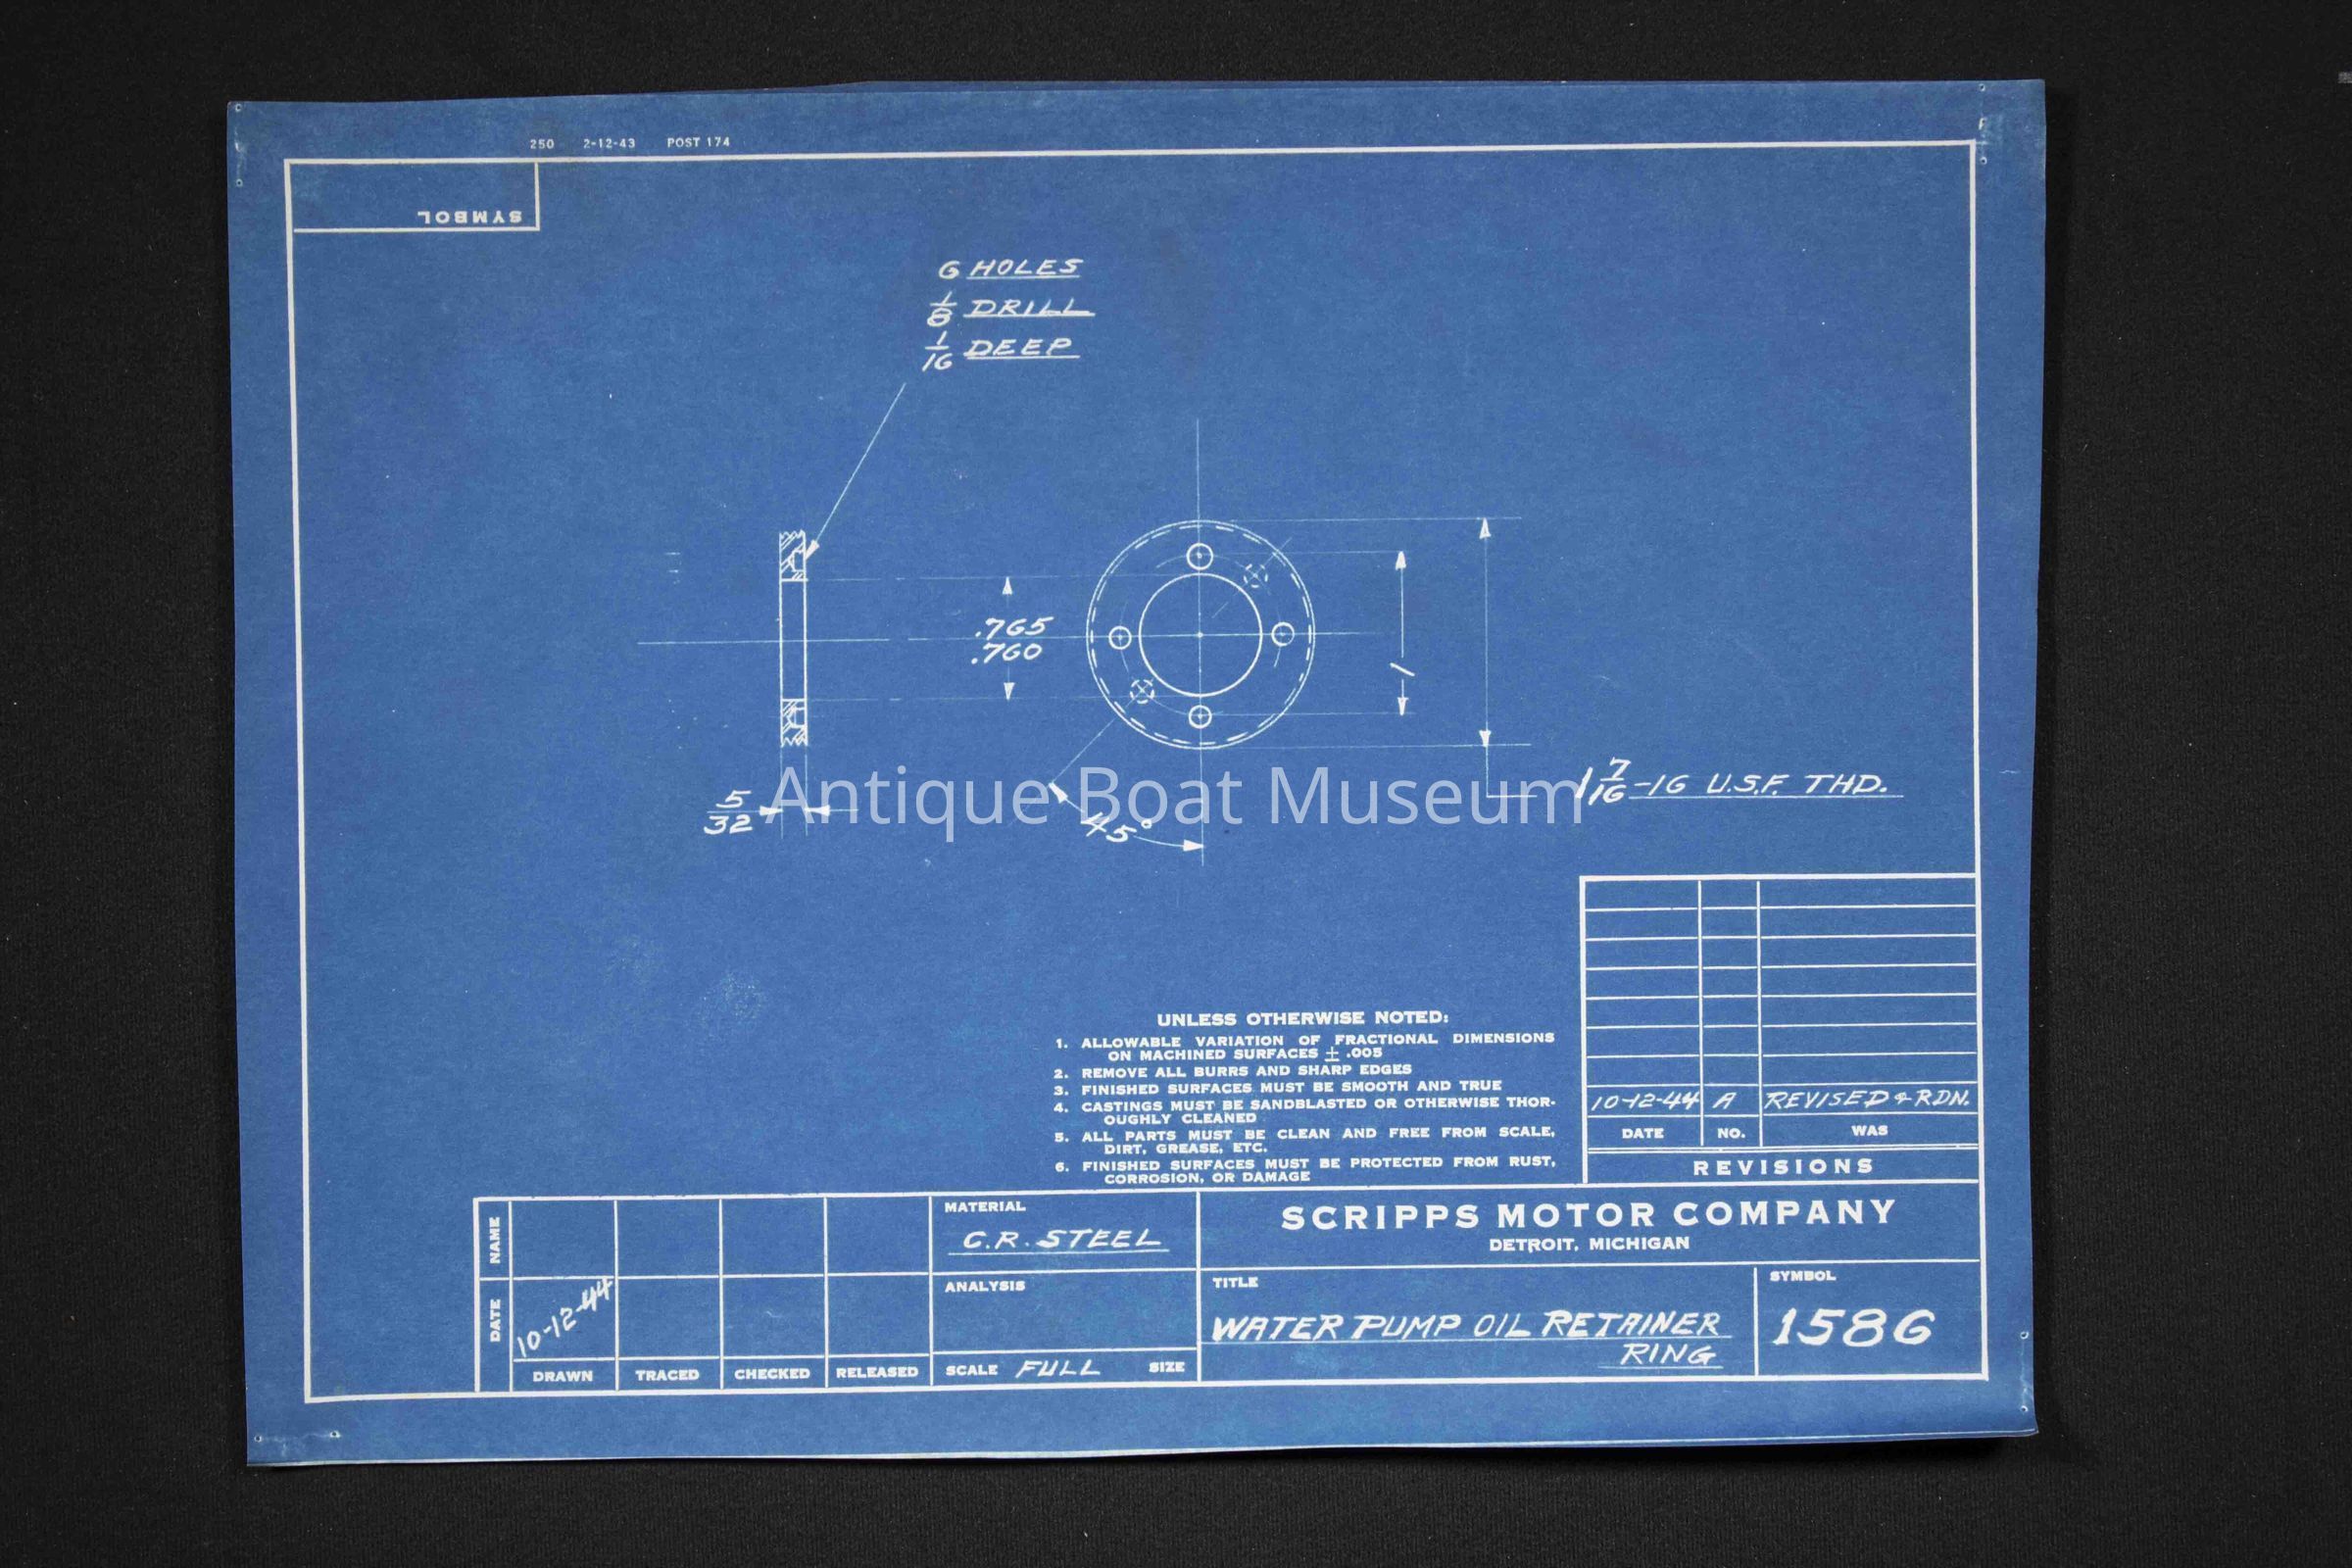 250 2-12-43 POST 174
SYMBOL
6 HOLES
1/8 DRILL
1/16 DEEP
.765
.760
1
5/32
45°
1 7/16-16 U.S.F. THD.
Antique Boat Museum
UNLESS OTHERWISE NOTED:
1. ALLOWABLE VARIATION OF FRACTIONAL DIMENSIONS
ON MACHINED SURFACES ± .005
2. REMOVE ALL BURRS AND SHARP EDGES
3. FINISHED SURFACES MUST BE SMOOTH AND TRUE
4. CASTINGS MUST BE SANDBLASTED OR OTHERWISE THOR-
OUGHLY CLEANED
5. ALL PARTS MUST BE CLEAN AND FREE FROM SCALE,
DIRT, GREASE, ETC.
6. FINISHED SURFACES MUST BE PROTECTED FROM RUST,
CORROSION, OR DAMAGE
10-12-44 A REVISED & RDN.
DATE NO. WAS
REVISIONS
NAME
DATE
10-12-44
DRAWN TRACED CHECKED RELEASED
MATERIAL
C.R. STEEL
ANALYSIS
SCALE FULL SIZE
SCRIPPS MOTOR COMPANY
DETROIT, MICHIGAN
TITLE
WATER PUMP OIL RETAINER
RING
SYMBOL
1586